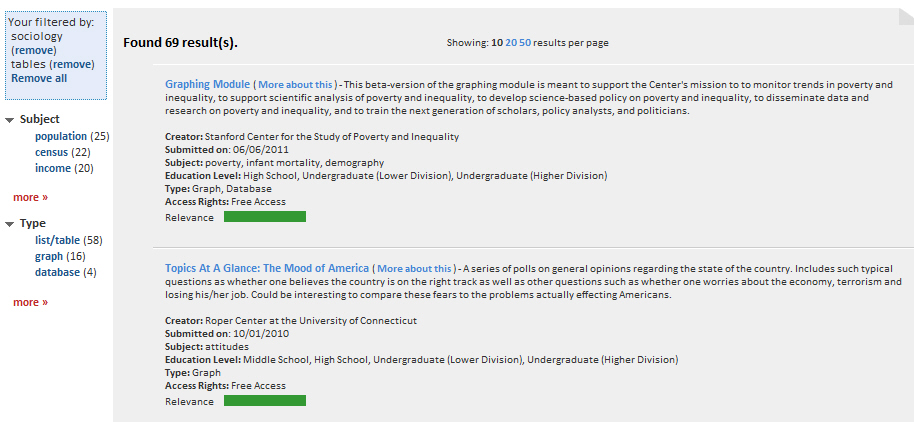 Your filtered by:
sociology
(remove)
tables (remove)
Remove all
Subject
population (25)
census (22)
income (20)
more »
Type
list/table (58)
graph (16)
database (4)
more »
Found 69 result(s).
Showing: 10 20 50 results per page
Graphing Module ( More about this ) - This beta-version of the graphing module is meant to support the Center's mission to to monitor trends in poverty and
inequality, to support scientific analysis of poverty and inequality, to develop science-based policy on poverty and inequality, to disseminate data and
research on poverty and inequality, and to train the next generation of scholars, policy analysts, and politicians.
Creator: Stanford Center for the Study of Poverty and Inequality
Submitted on: 06/06/2011
Subject: poverty, infant mortality, demography
Education Level: High School, Undergraduate (Lower Division), Undergraduate (Higher Division)
Type: Graph, Database
Access Rights: Free Access
Relevance
Topics At A Glance: The Mood of America ( More about this ) - A series of polls on general opinions regarding the state of the country. Includes such typical
questions as whether one believes the country is on the right track as well as other questions such as whether one worries about the economy, terrorism and
losing his/her job. Could be interesting to compare these fears to the problems actually effecting Americans.
Creator: Roper Center at the University of Connecticut
Submitted on: 10/01/2010
Subject: attitudes
Education Level: Middle School, High School, Undergraduate (Lower Division), Undergraduate (Higher Division)
Type: Graph
Access Rights: Free Access
Relevance